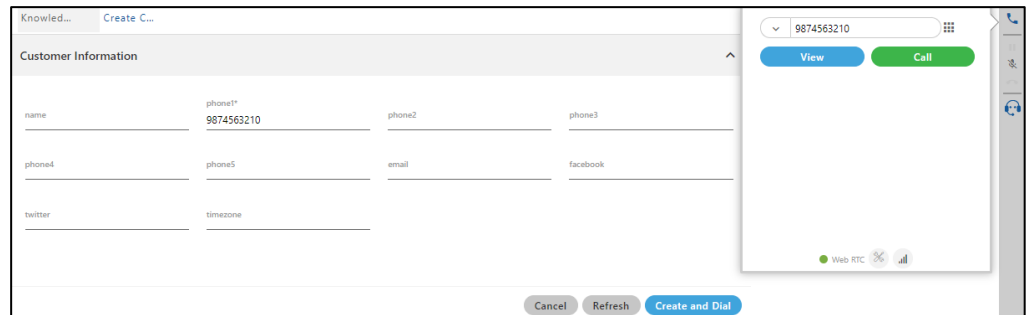 Knowled... Create C...
9874563210
View Call
Customer Information
name phone1* phone2 phone3
9874563210
phone4 phone5 email facebook
twitter timezone
Web RTC
Cancel Refresh Create and Dial